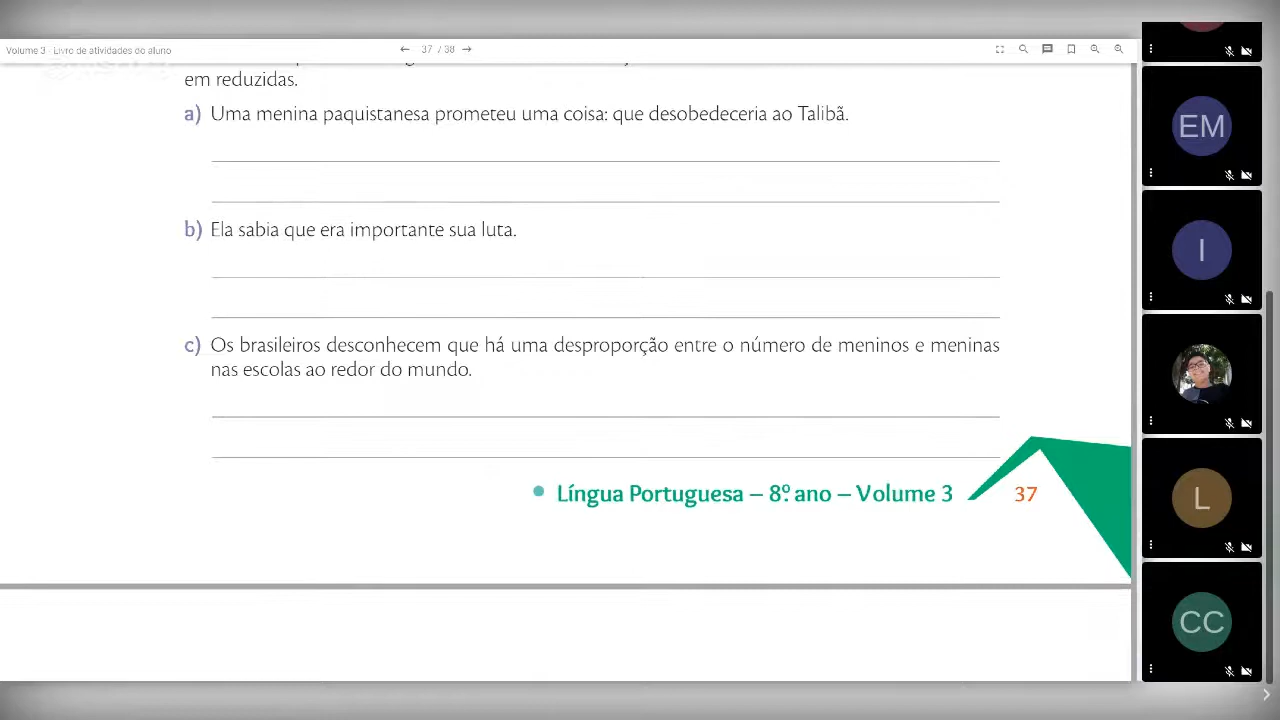 Volume 3 - Livro de atividades do aluno
37 / 38
em reduzidas.
a) Uma menina paquistanesa prometeu uma coisa: que desobedeceria ao Talibã.
b) Ela sabia que era importante sua luta.
c) Os brasileiros desconhecem que há uma desproporção entre o número de meninos e meninas
nas escolas ao redor do mundo.
Língua Portuguesa – 8º. ano – Volume 3
37
EM
I
L
CC